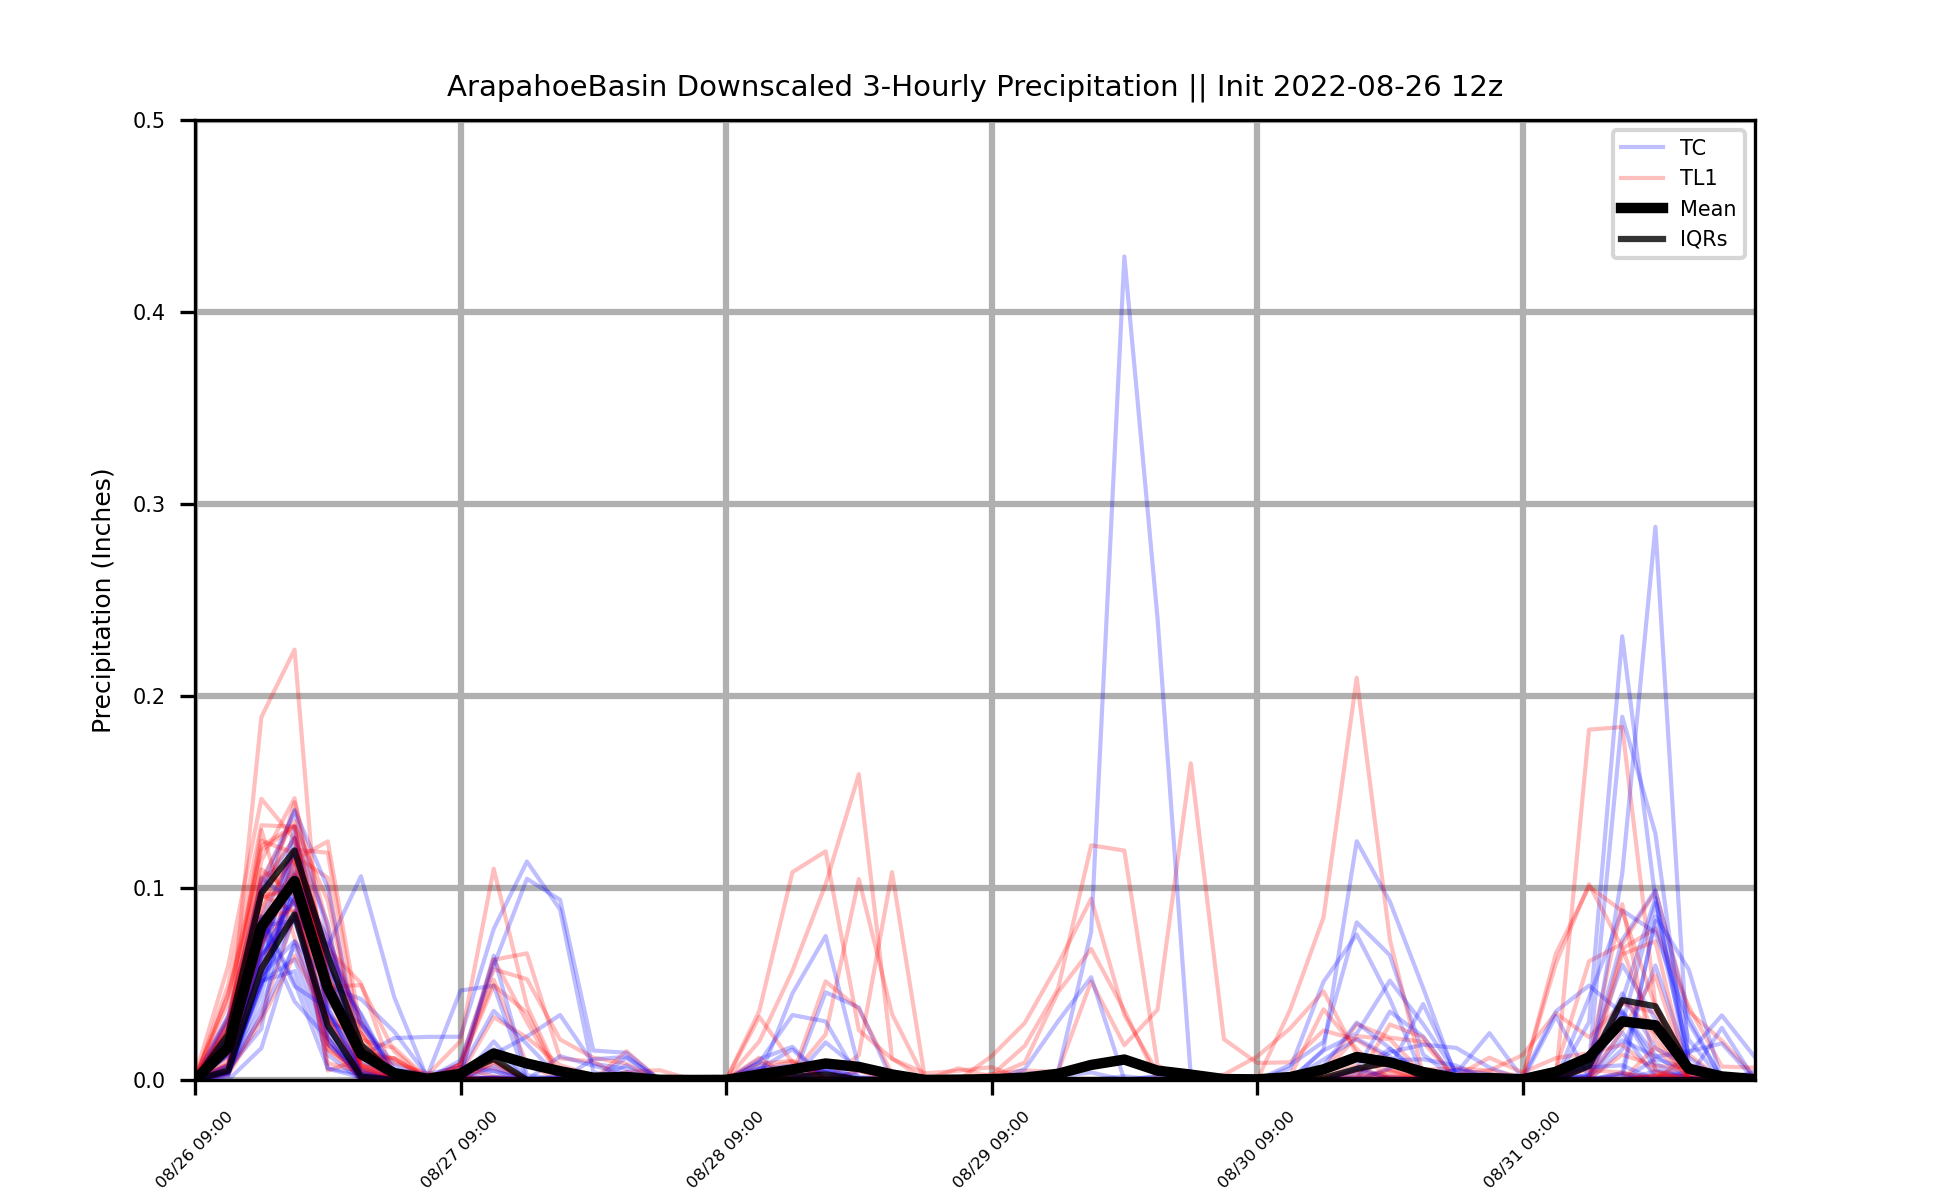 ArapahoeBasin Downscaled 3-Hourly Precipitation || Init 2022-08-26 12z
TC
TL1
Mean
IQRs
Precipitation (Inches)
0.5
0.4
0.3
0.2
0.1
0.0
08/26 09:00
08/27 09:00
08/28 09:00
08/29 09:00
08/30 09:00
08/31 09:00